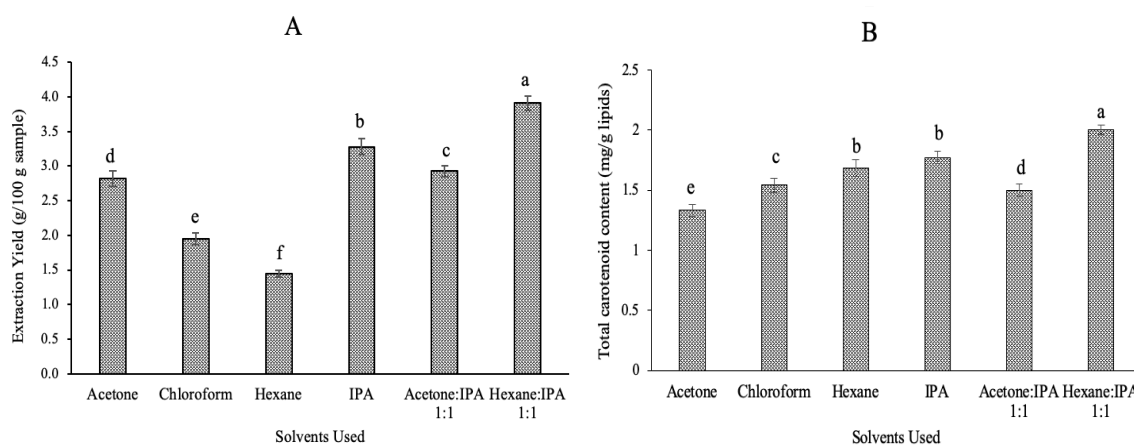 A
Extraction Yield (g/100 g sample)
4.5
4.0
3.5
3.0
2.5
2.0
1.5
1.0
0.5
0.0
d
e
f
b
c
a
Acetone Chloroform Hexane IPA Acetone:IPA Hexane:IPA
1:1 1:1
Solvents Used
B
Total carotenoid content (mg/g lipids)
2.5
2
1.5
1
0.5
0
e
c
b
b
d
a
Acetone Chloroform Hexane IPA Acetone:IPA Hexane:IPA
1:1 1:1
Solvents Used